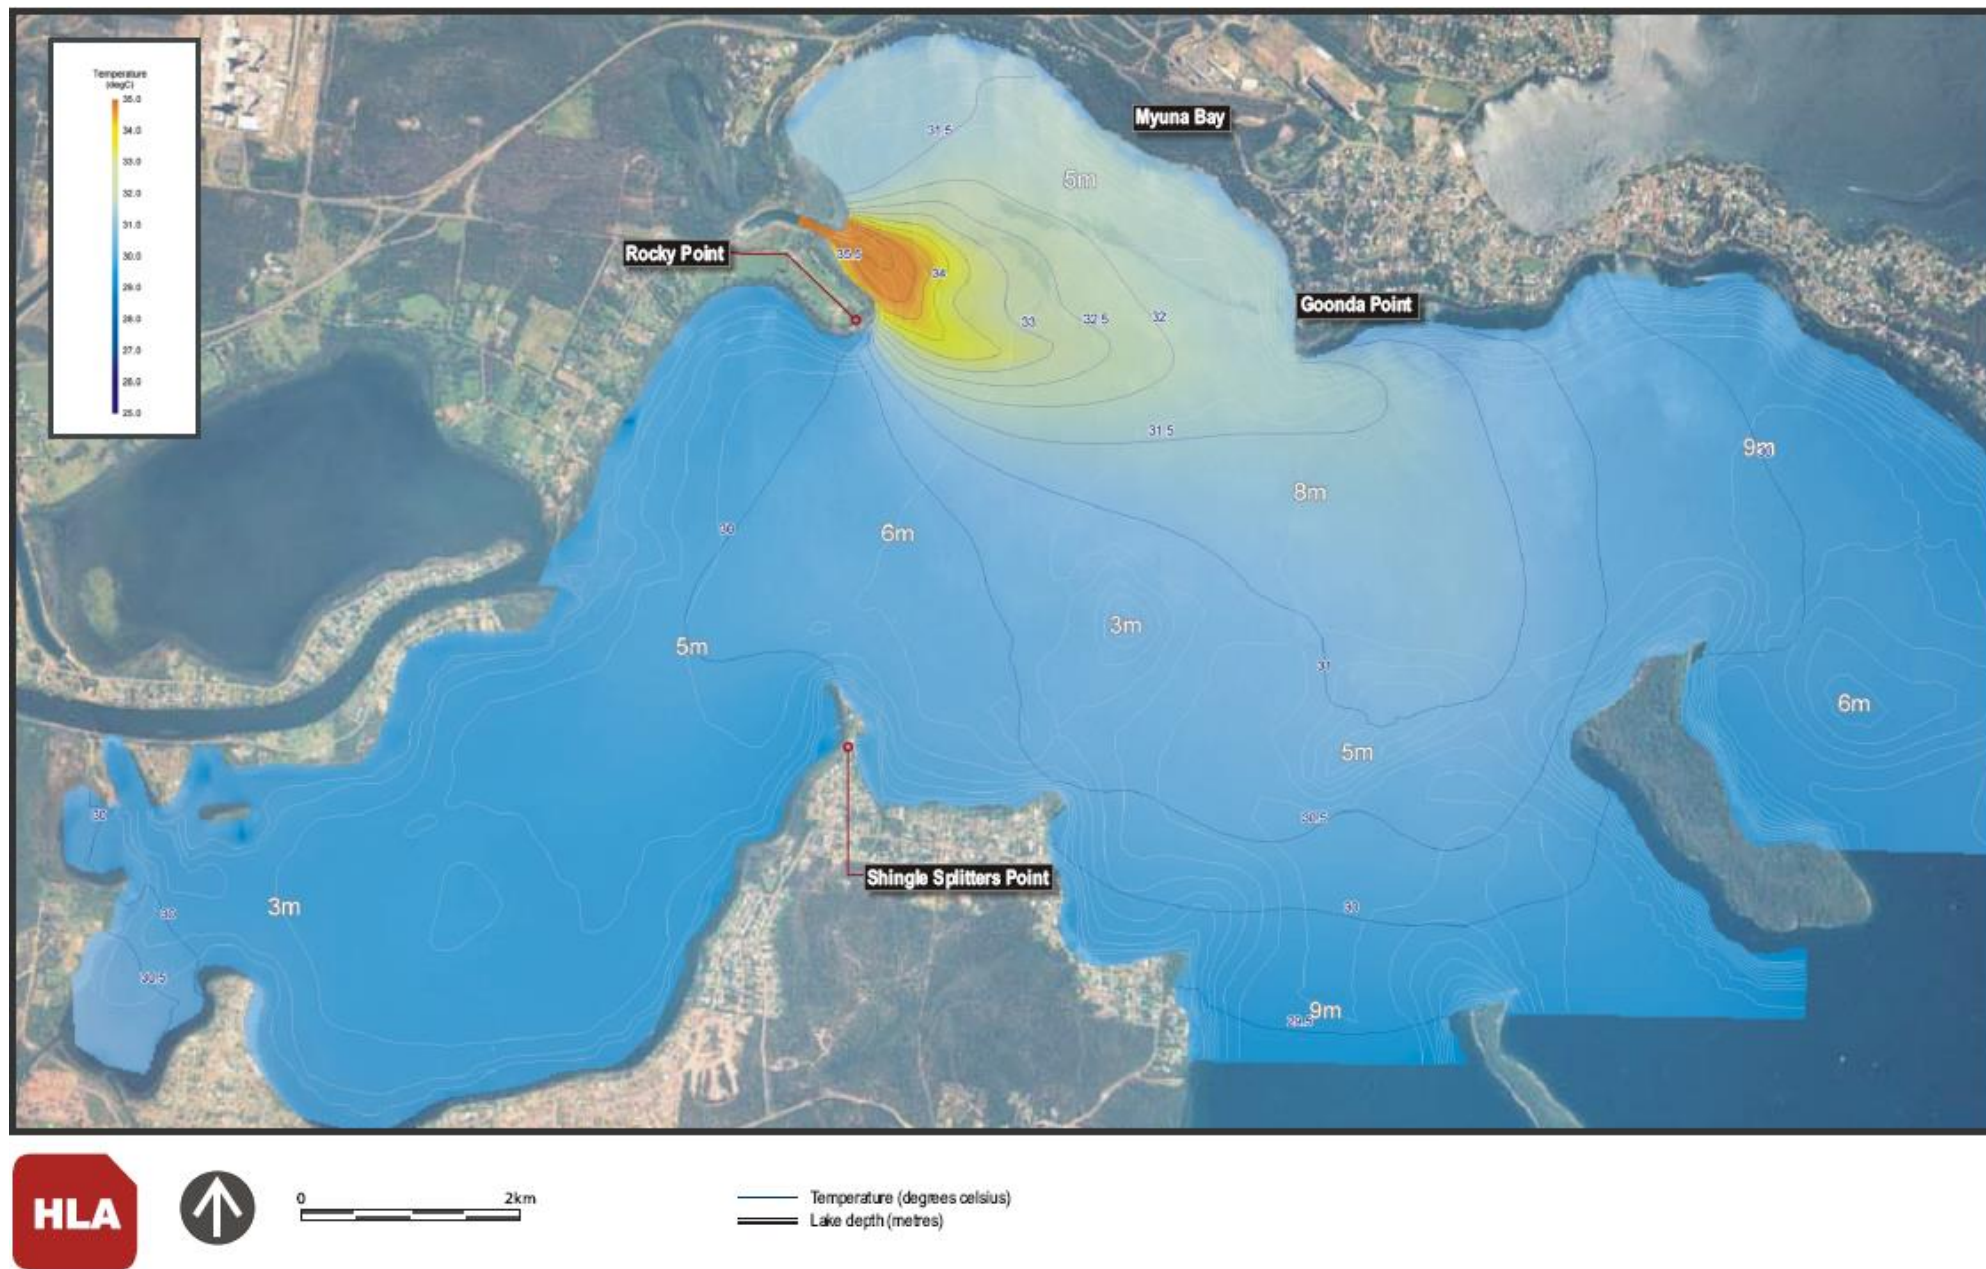 Temperature
(degC)
35.0
34.0
33.0
32.0
31.0
30.0
29.0
28.0
27.0
26.0
25.0
31.5
Myuna Bay
5m
Rocky Point
35.5
34
Goonda Point
33
32.5
32
31.5
9m
30
8m
30
6m
3m
5m
31
6m
5m
30
30.5
Shingle Splitters Point
3m
30
30
30.5
9m
29.5
HLA
0
2km
Temperature (degrees celsius)
Lake depth (metres)